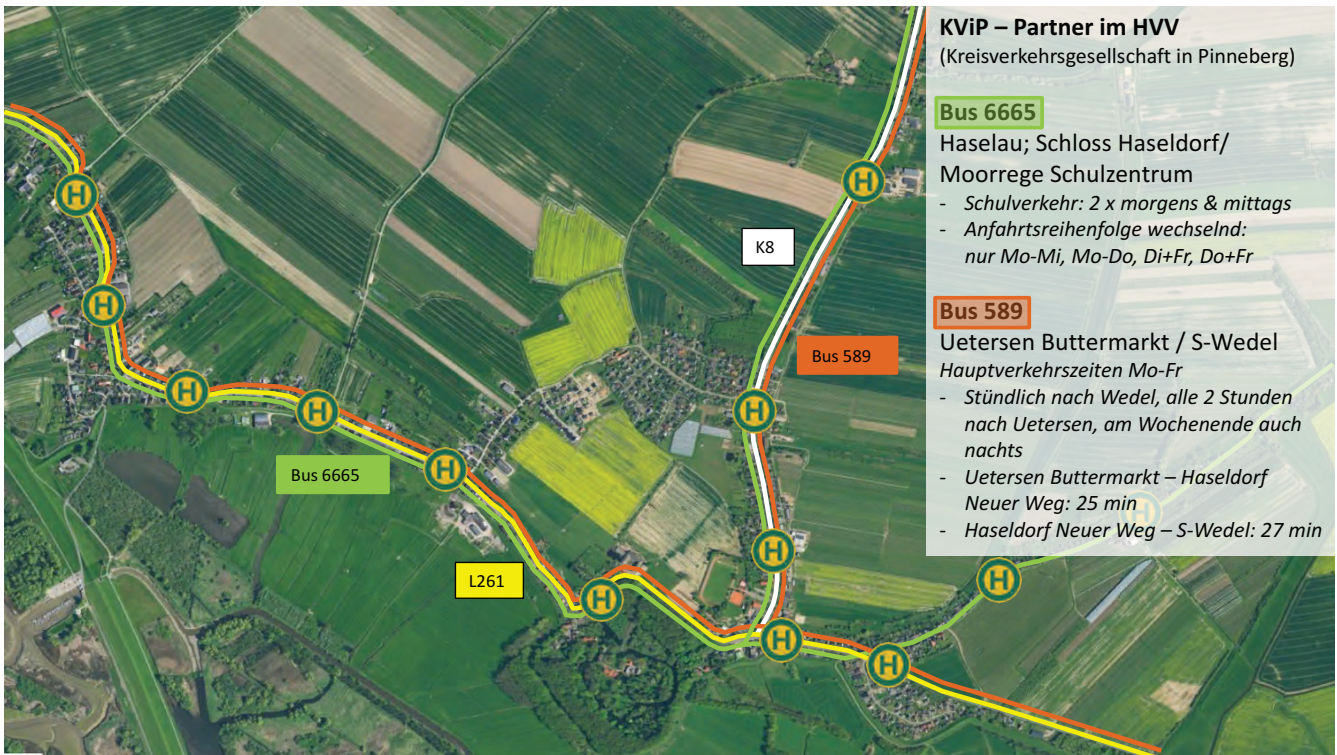 KViP – Partner im HVV
(Kreisverkehrsgesellschaft in Pinneberg)
Bus 6665
Haselau; Schloss Haseldorf/
Moorrege Schulzentrum
- Schulverkehr: 2 x morgens & mittags
- Anfahrtsreihenfolge wechselnd:
nur Mo-Mi, Mo-Do, Di+Fr, Do+Fr
Bus 589
Uetersen Buttermarkt / S-Wedel
Hauptverkehrszeiten Mo-Fr
- Stündlich nach Wedel, alle 2 Stunden
nach Uetersen, am Wochenende auch
nachts
- Uetersen Buttermarkt – Haseldorf
Neuer Weg: 25 min
- Haseldorf Neuer Weg – S-Wedel: 27 min
H
H
K8
Bus 589
H
H
H
H
H
Bus 6665
H
H
H
L261
H
H
H
H